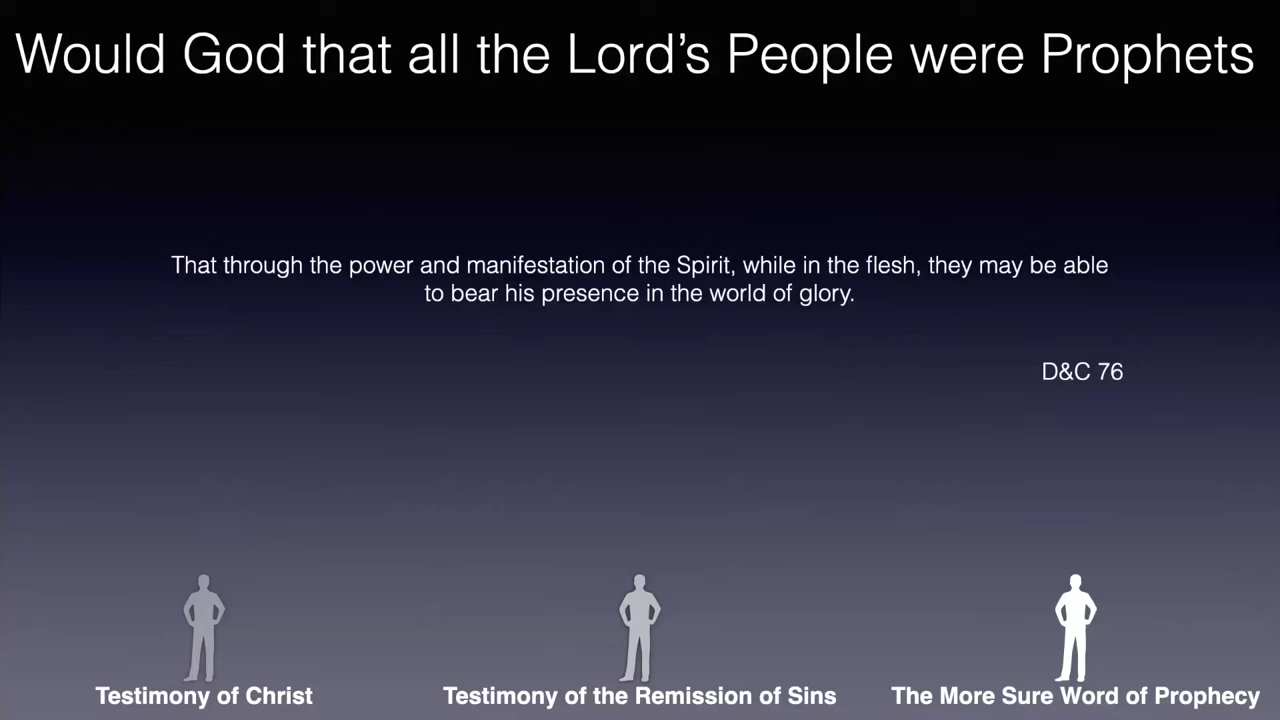 Would God that all the Lord’s People were Prophets
That through the power and manifestation of the Spirit, while in the flesh, they may be able
to bear his presence in the world of glory.
D&C 76
Testimony of Christ
Testimony of the Remission of Sins
The More Sure Word of Prophecy